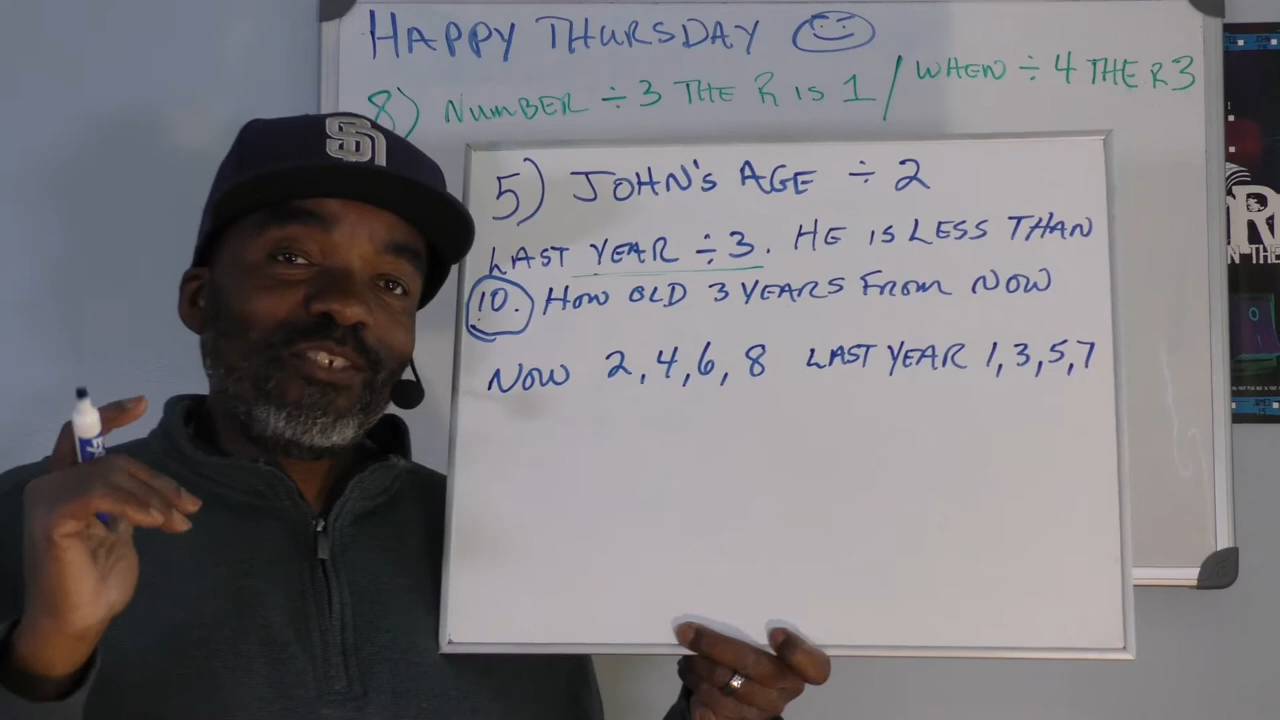 HAPPY THURSDAY
8) NUMBER ÷3 THE R IS 1 / WHEN ÷ 4 THE R3
5) JOHN'S AGE ÷ 2
LAST YEAR ÷3. HE IS LESS THAN
10. HOW OLD 3 YEARS FROM NOW
NOW 2, 4, 6, 8 LAST YEAR 1, 3, 5, 7
SD